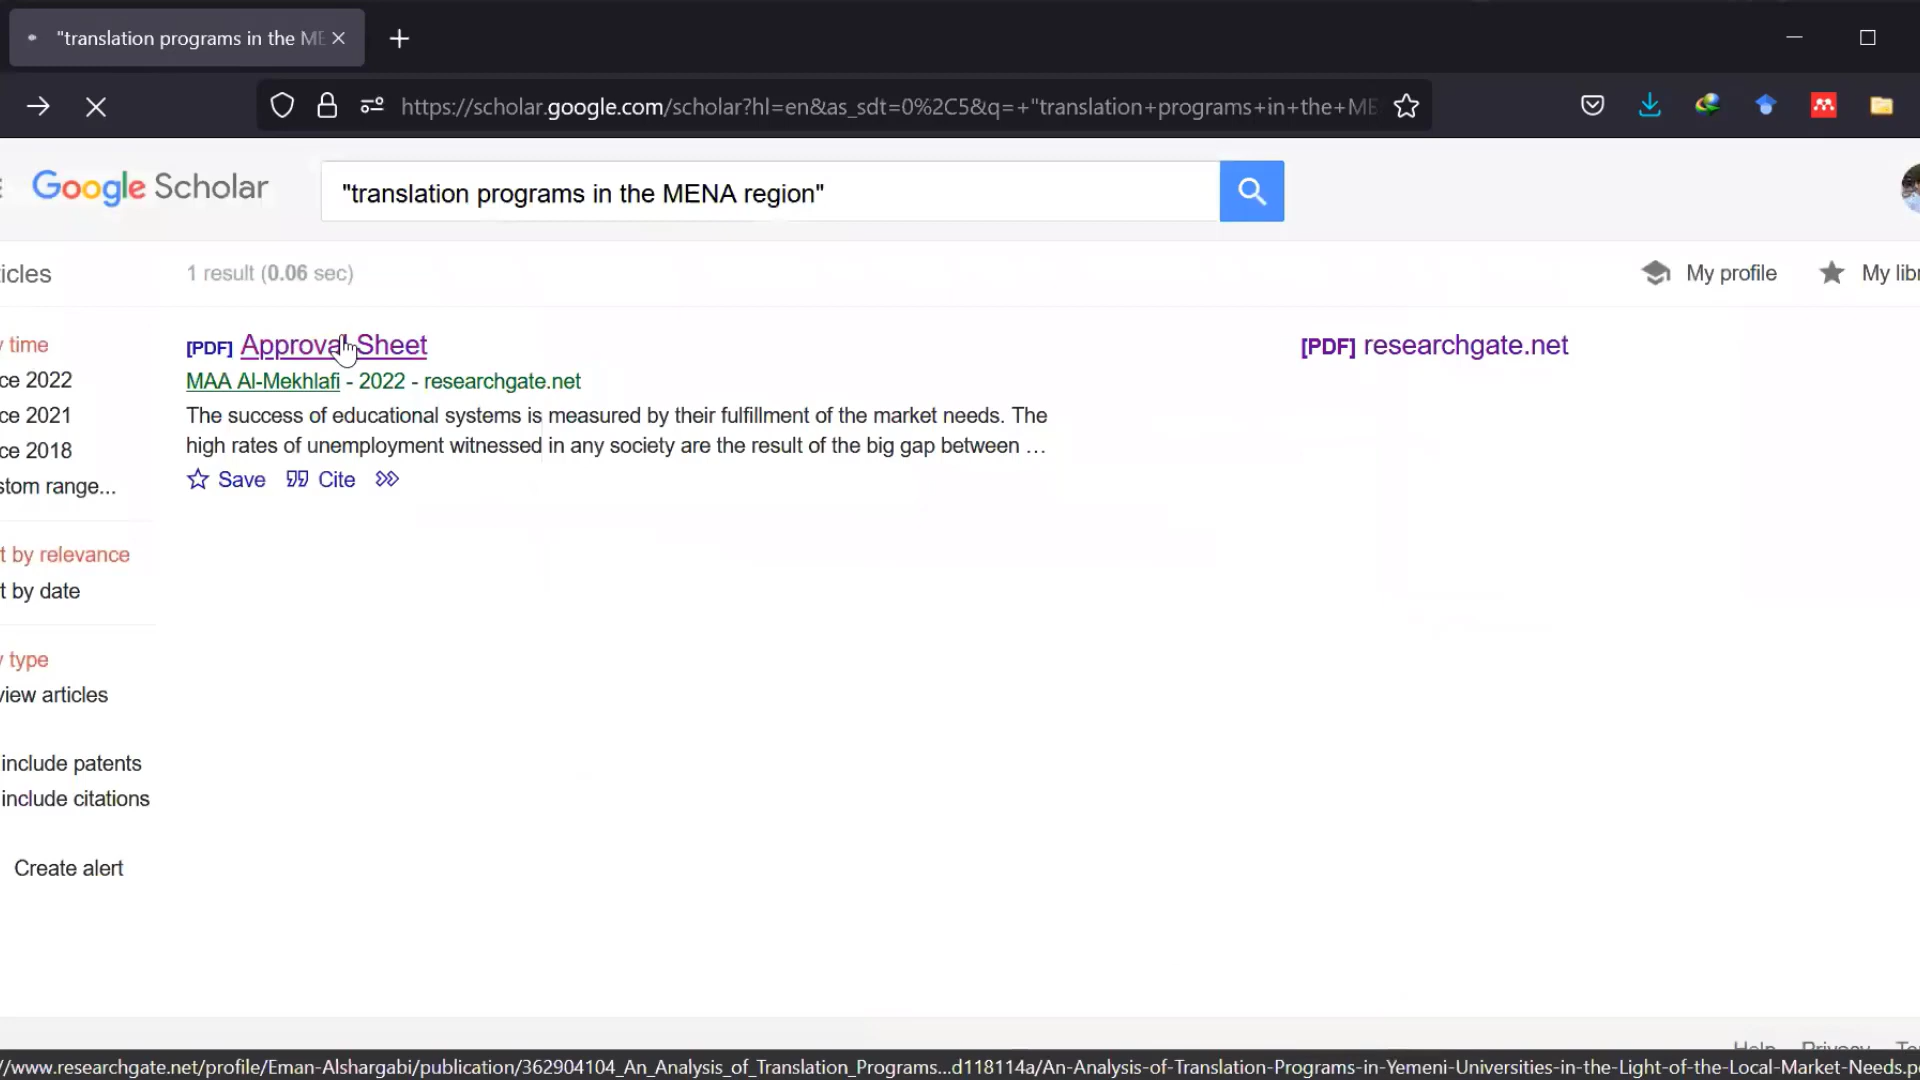 "translation programs in the ME
https://scholar.google.com/scholar?hl=en&as_sdt=0%2C5&q=+"translation+programs+in+the+ME
Google Scholar
"translation programs in the MENA region"
icles
1 result (0.06 sec)
My profile
My libr
y time
ce 2022
ce 2021
ce 2018
stom range...
t by relevance
t by date
y type
view articles
include patents
include citations
Create alert
[PDF] Approval Sheet
MAA Al-Mekhlafi - 2022 - researchgate.net
The success of educational systems is measured by their fulfillment of the market needs. The
high rates of unemployment witnessed in any society are the result of the big gap between …
Save Cite
[PDF] researchgate.net
Help Privacy Te
//www.researchgate.net/profile/Eman-Alshargabi/publication/362904104_An_Analysis_of_Translation_Programs...d118114a/An-Analysis-of-Translation-Programs-in-Yemeni-Universities-in-the-Light-of-the-Local-Market-Needs.p